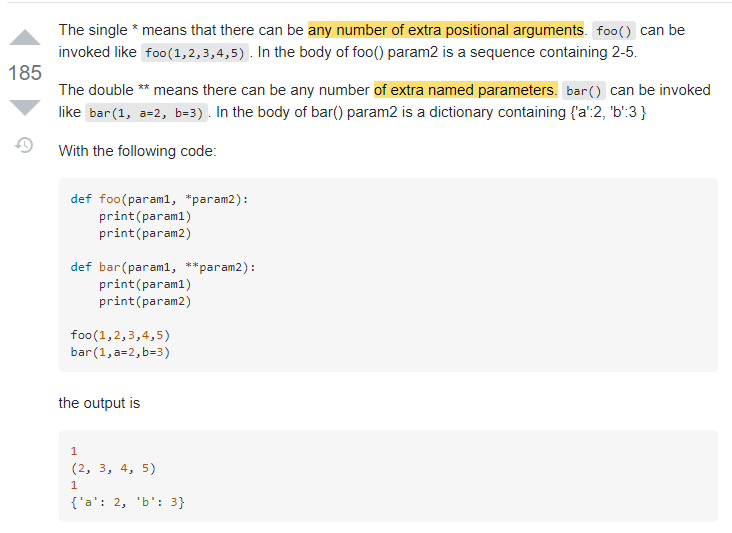 The single * means that there can be any number of extra positional arguments. foo() can be
invoked like foo(1,2,3,4,5) . In the body of foo() param2 is a sequence containing 2-5.
185
The double ** means there can be any number of extra named parameters. bar() can be invoked
like bar(1, a=2, b=3) . In the body of bar() param2 is a dictionary containing {'a':2, 'b':3 }
With the following code:
def foo(param1, *param2):
    print(param1)
    print(param2)
def bar(param1, **param2):
    print(param1)
    print(param2)
foo(1,2,3,4,5)
bar(1,a=2,b=3)
the output is
1
(2, 3, 4, 5)
1
{'a': 2, 'b': 3}